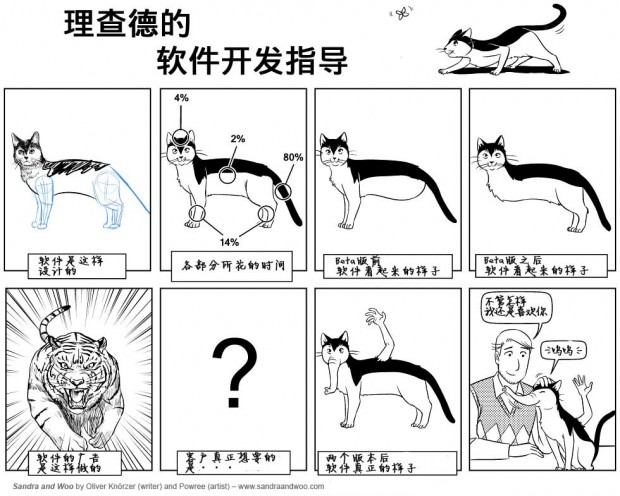 理查德的
软件开发指导
4%
2%
80%
14%
软件是这样
设计的
各部分所花的时间
Beta版前
软件看起来的样子
Beta版之后
软件看起来的样子
软件的广告
是这样做的
?
客户真正想要的
是······
两个版本后
软件真正的样子
不管怎样
我还是喜欢你
呜呜
Sandra and Woo by Oliver Knörzer (writer) and Powree (artist) – www.sandraandwoo.com